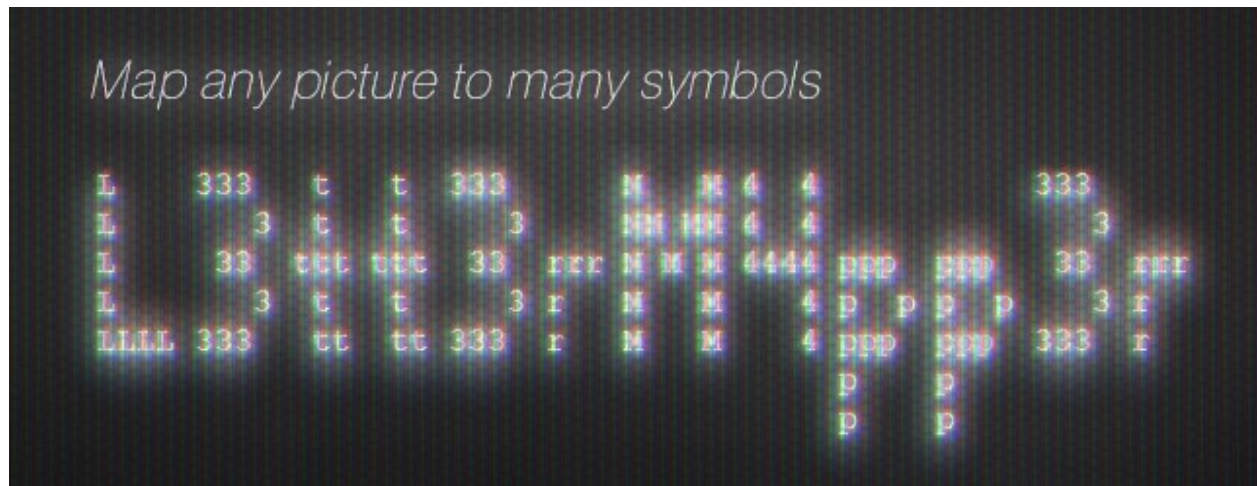 Map any picture to many symbols
L     333    t    t   333       M    M 4   4            333
L        3   t    t      3      MM MM 4   4               3
L      33  ttt  ttt   33  rrr M M M 4444 ppp   ppp    33  rrr
L        3   t    t      3 r    M    M     4 p   p p   p     3 r
LLLL 333    tt   tt 333   r    M    M     4 ppp   ppp   333   r
p     p
p     p